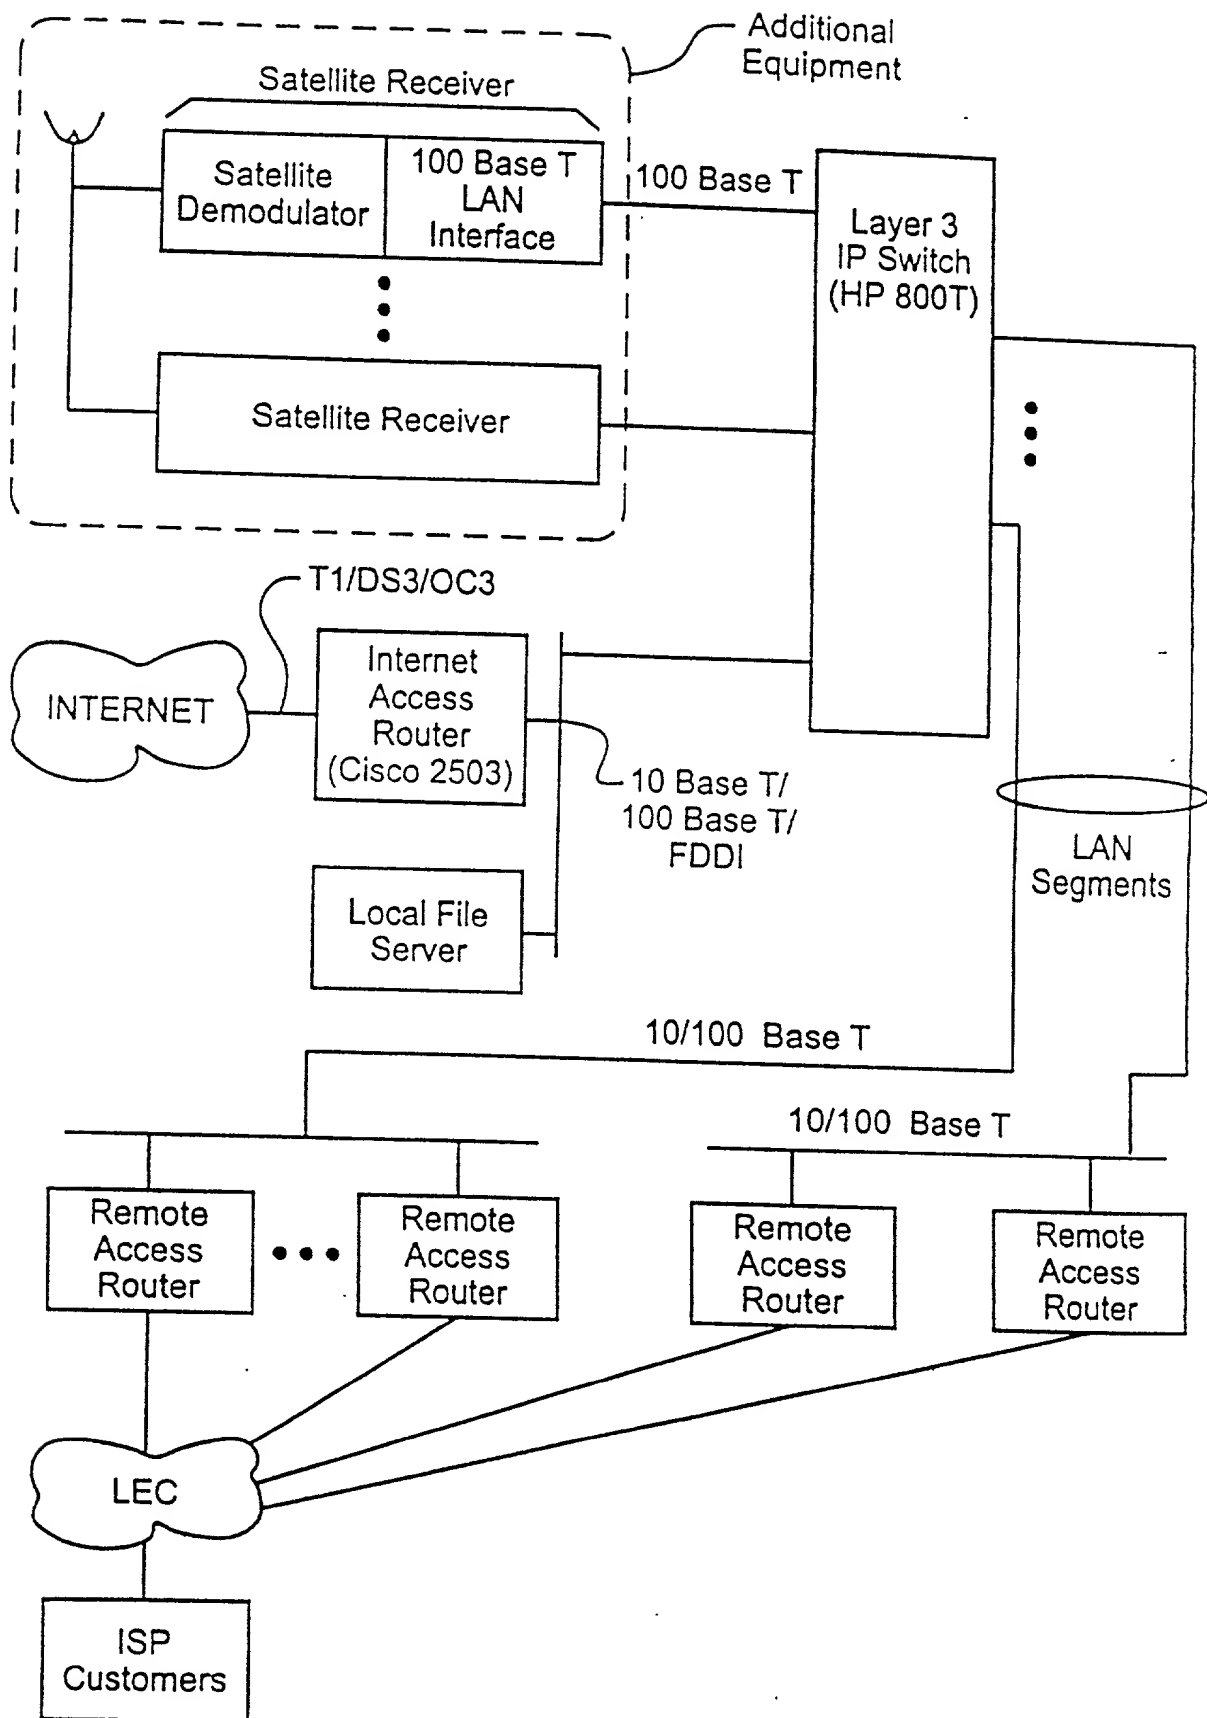 Additional
Equipment
Satellite Receiver
Satellite
Demodulator
100 Base T
LAN
Interface
100 Base T
Layer 3
IP Switch
(HP 800T)
Satellite Receiver
T1/DS3/OC3
INTERNET
Internet
Access
Router
(Cisco 2503)
10 Base T/
100 Base T/
FDDI
LAN
Segments
Local File
Server
10/100 Base T
10/100 Base T
Remote
Access
Router
Remote
Access
Router
Remote
Access
Router
Remote
Access
Router
LEC
ISP
Customers